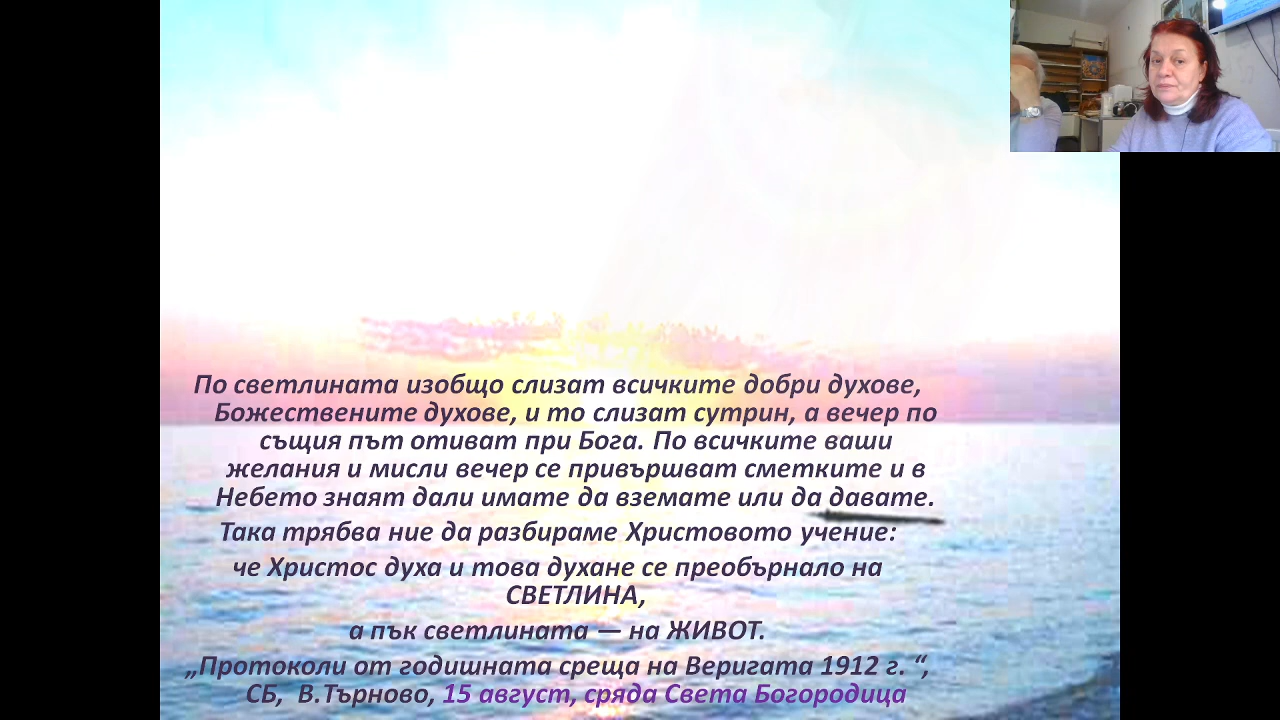 По светлината изобщо слизат всичките добри духове,
Божествените духове, и то слизат сутрин, а вечер по
същия път отиват при Бога. По всичките ваши
желания и мисли вечер се привършват сметките и в
Небето знаят дали имате да вземате или да давате.
Така трябва ние да разбираме Христовото учение:
че Христос духа и това духане се преобърнало на
СВЕТЛИНА,
а пък светлината — на ЖИВОТ.
„Протоколи от годишната среща на Веригата 1912 г. “,
СБ, В.Търново, 15 август, сряда Света Богородица